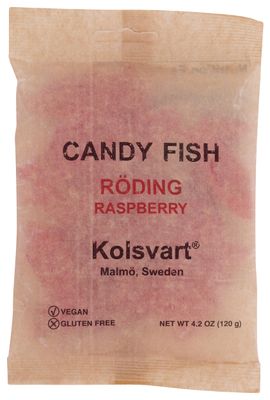 CANDY FISH
RÖDING
RASPBERRY
Kolsvart®
Malmö, Sweden
VEGAN
GLUTEN FREE
NET WT 4.2 OZ (120 g)